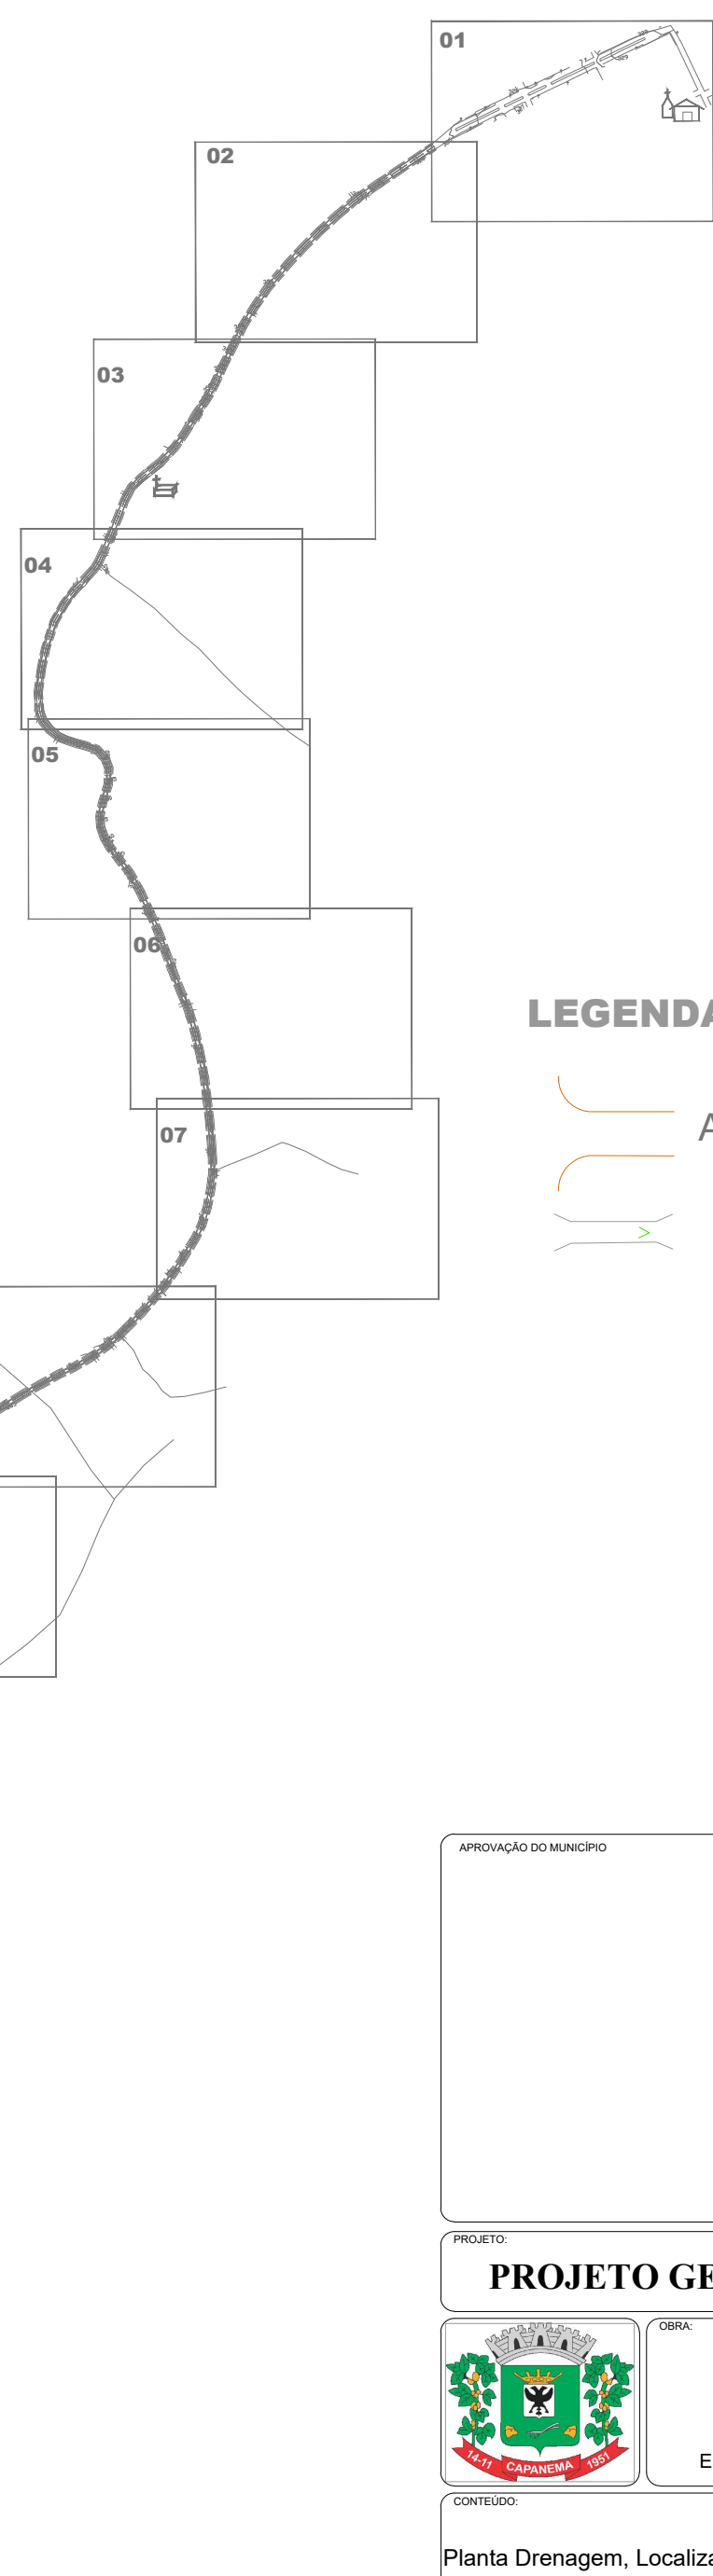 01
02
03
04
05
06
LEGENDA
A
07
APROVAÇÃO DO MUNICÍPIO
PROJETO:
PROJETO GE
OBRA:
14-11 CAPANEMA 1951
E
CONTEÚDO:
Planta Drenagem, Localiza